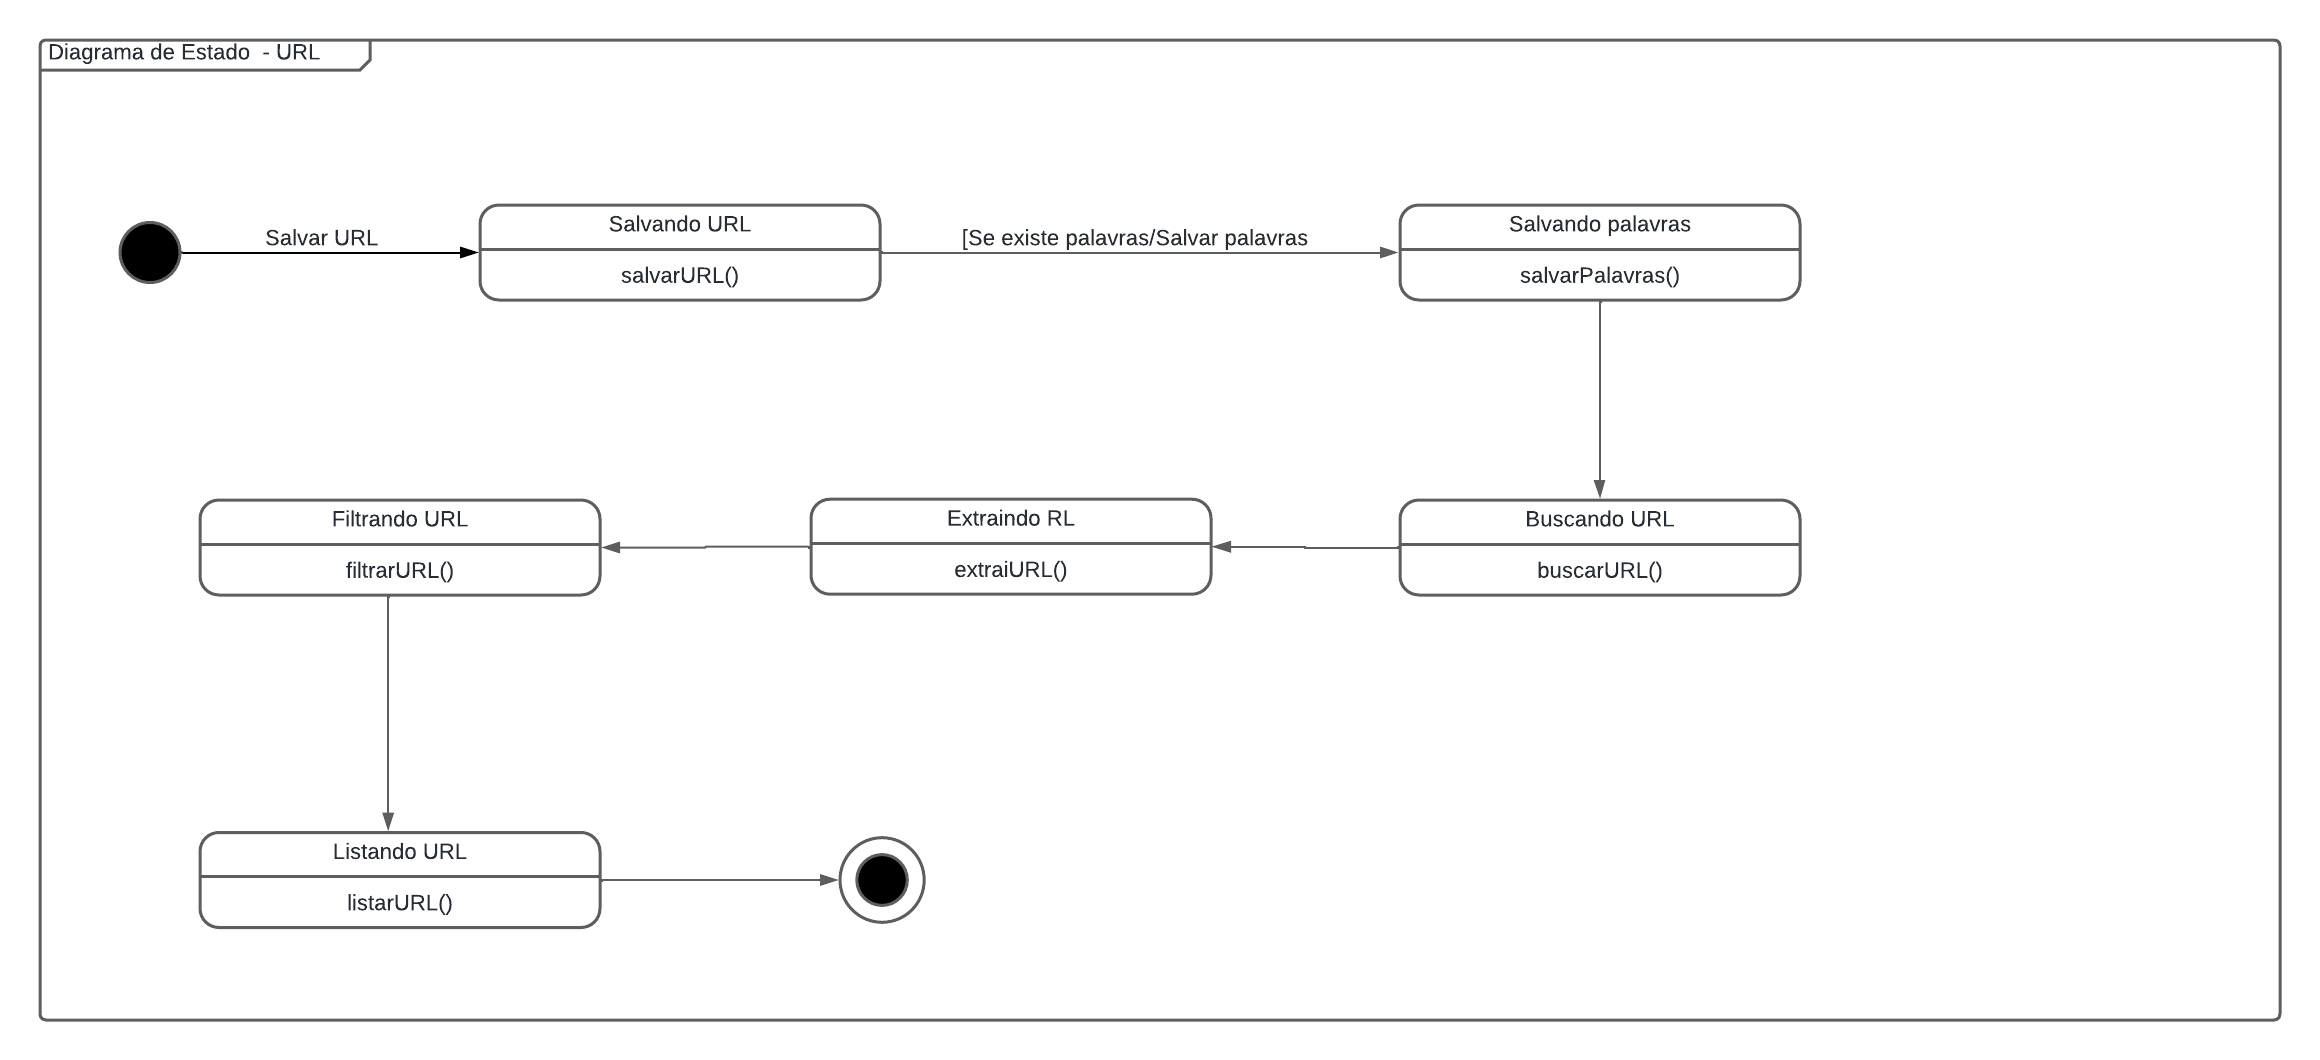 Diagrama de Estado  - URL
Salvar URL
Salvando URL
salvarURL()
[Se existe palavras/Salvar palavras
Salvando palavras
salvarPalavras()
Filtrando URL
filtrarURL()
Extraindo RL
extraiURL()
Buscando URL
buscarURL()
Listando URL
listarURL()